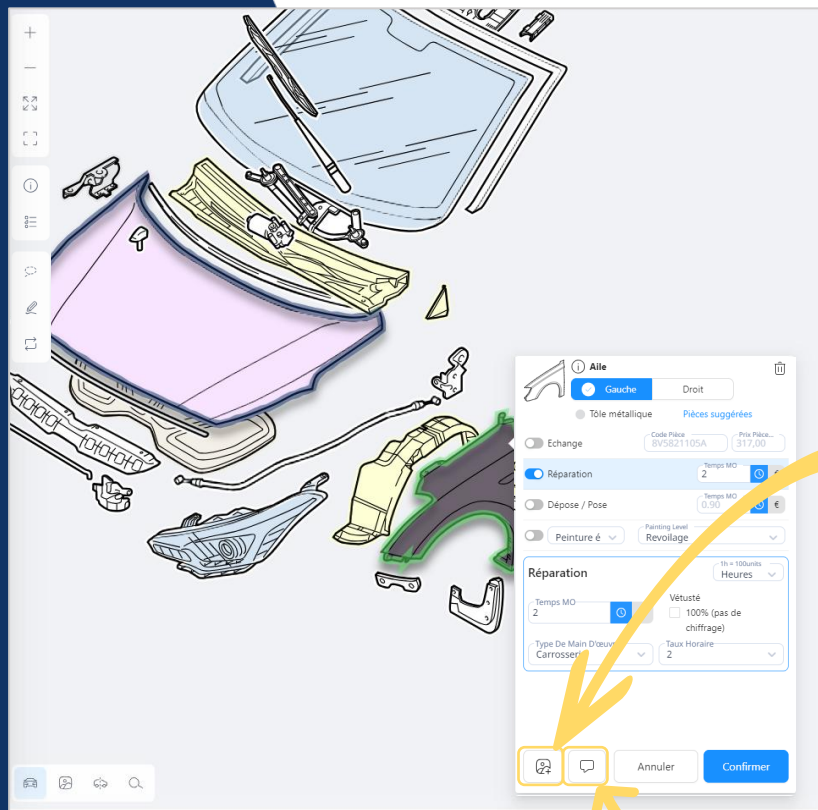 Aile
Gauche
Droit
Tôle métallique
Pièces suggérées
Echange
Code Pièce
8V5821105A
Prix Pièce...
317,00
Réparation
Temps MO
2
€
Dépose / Pose
Temps MO
0.90
€
Peinture é
Painting Level
Revoilage
Réparation
1h = 100units
Heures
Temps MO
2
Vétusté
100% (pas de
chiffrage)
Type De Main D'œuvr
Carrosserie
Taux Horaire
2
Annuler
Confirmer